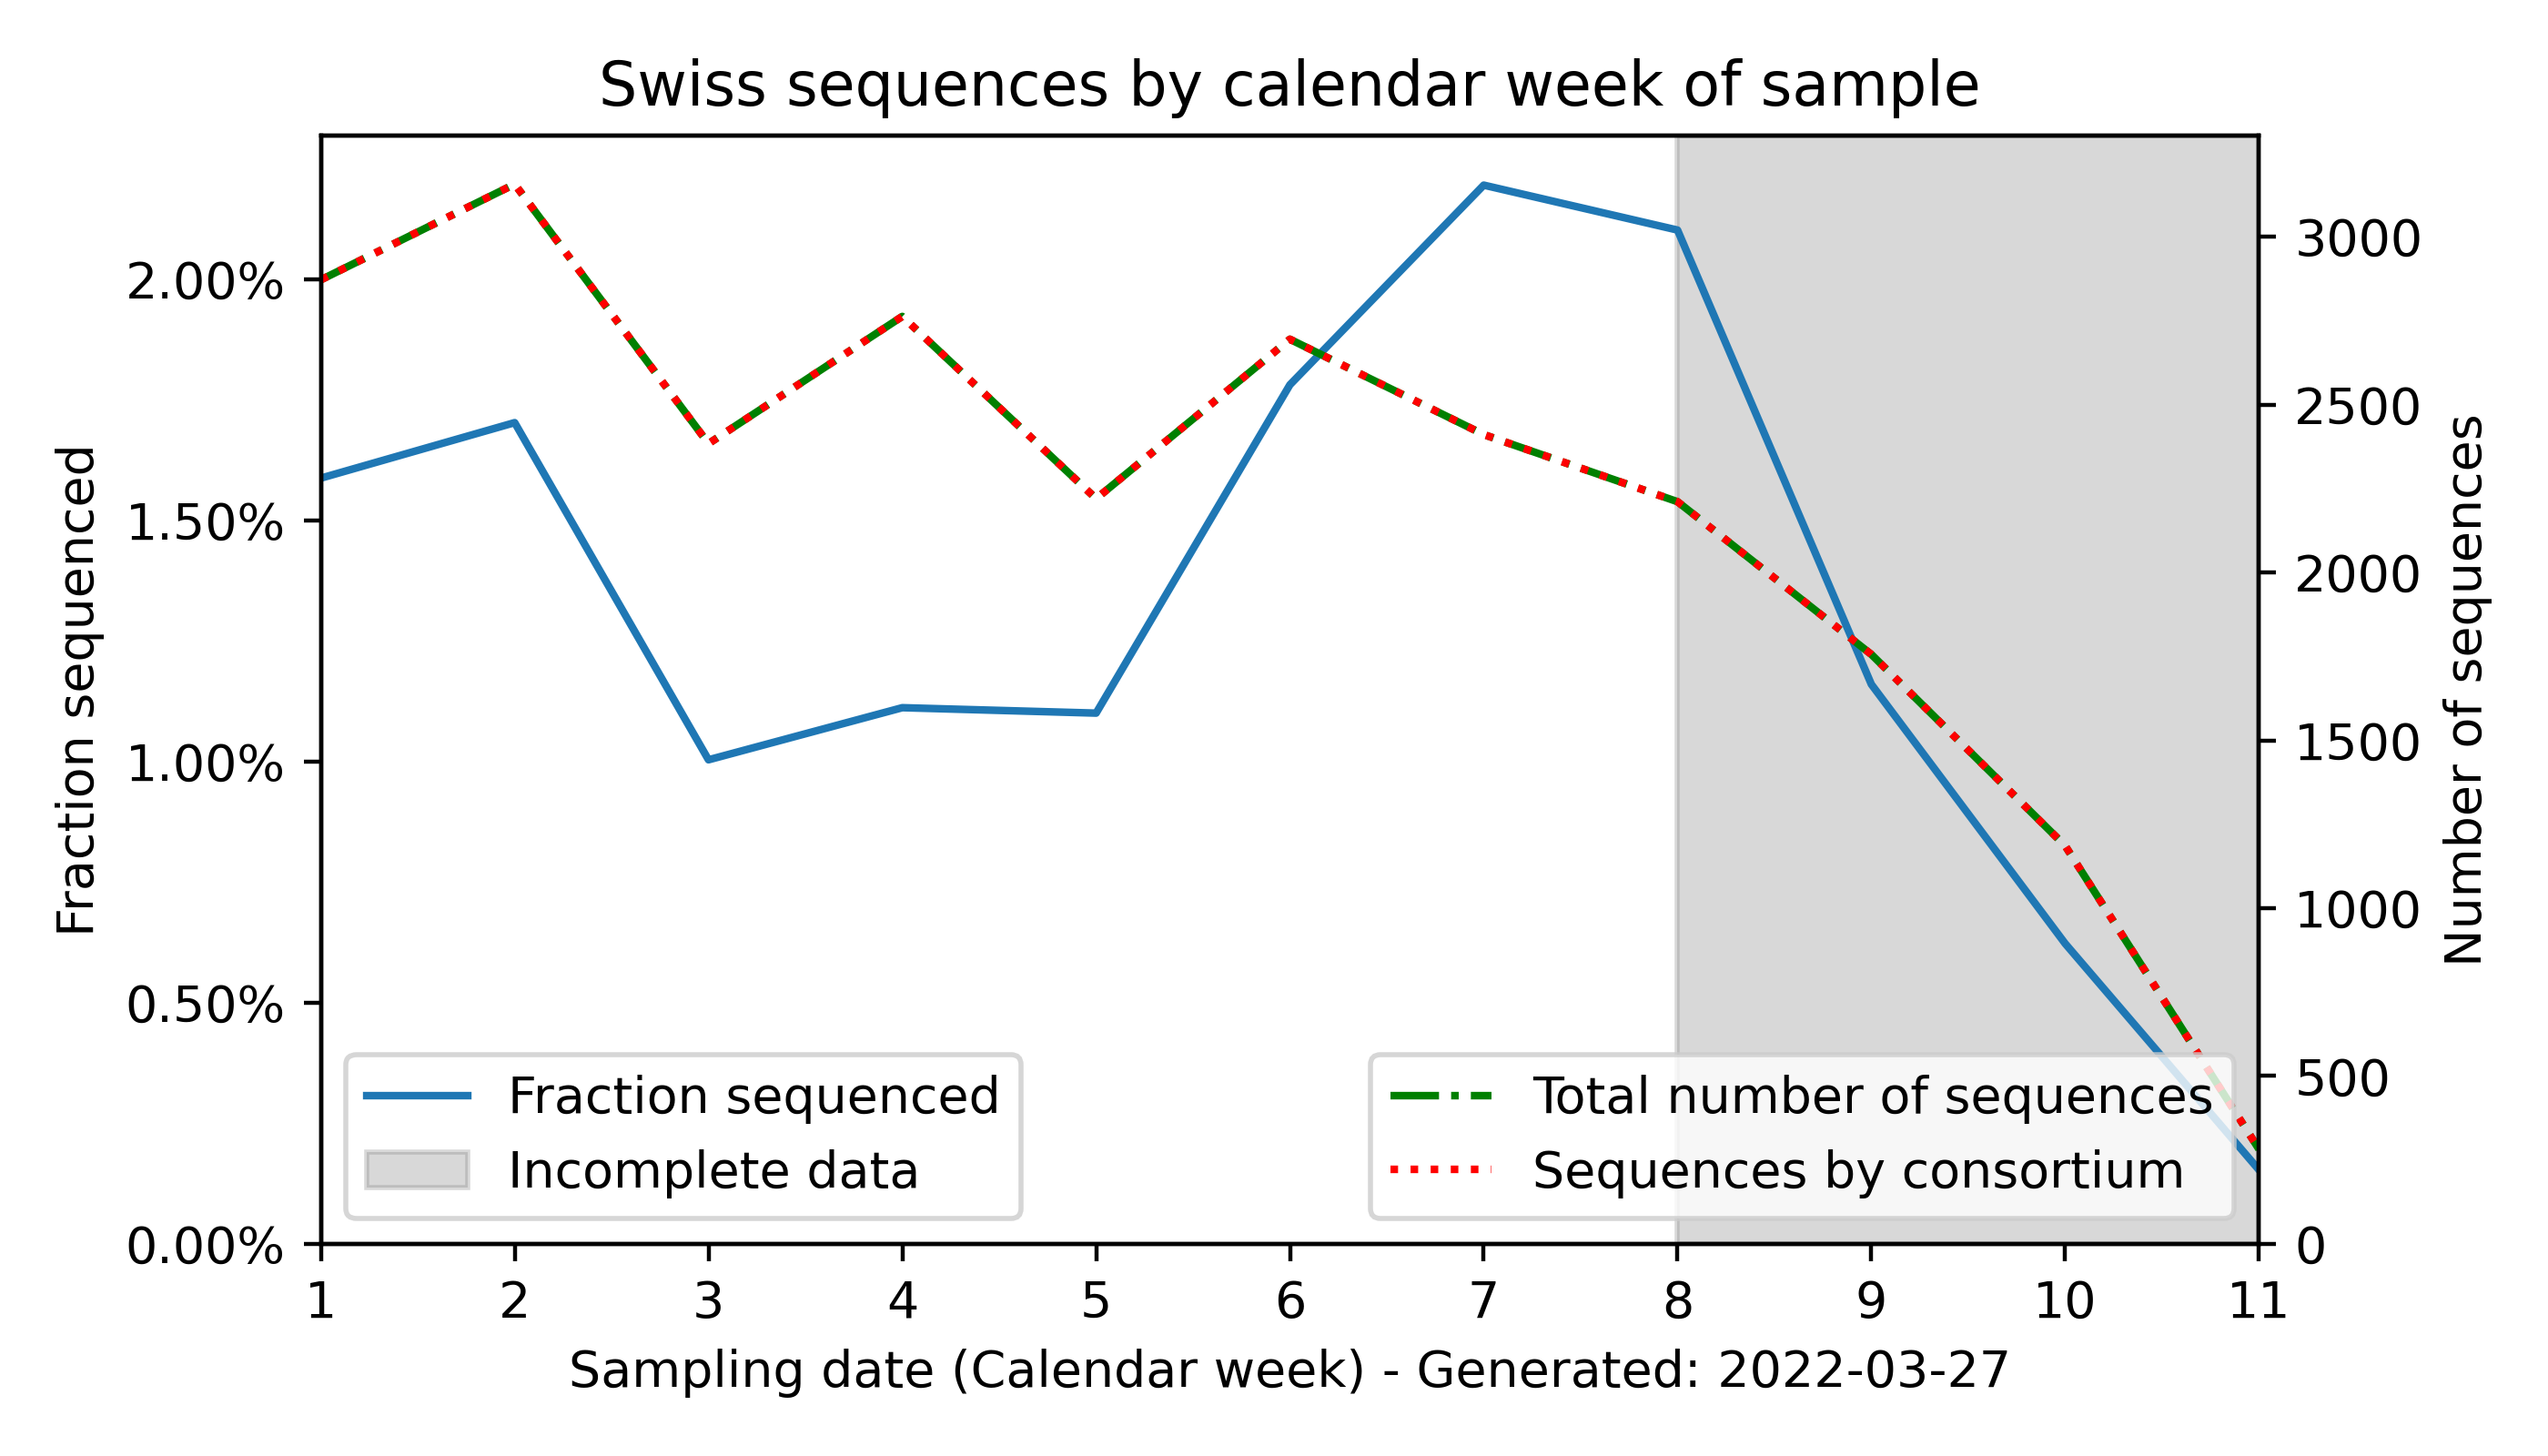 Swiss sequences by calendar week of sample
Fraction sequenced
2.00%
1.50%
1.00%
0.50%
0.00%
3000
2500
2000
1500
1000
500
0
Number of sequences
Fraction sequenced
Incomplete data
Total number of sequences
Sequences by consortium
1 2 3 4 5 6 7 8 9 10 11
Sampling date (Calendar week) - Generated: 2022-03-27